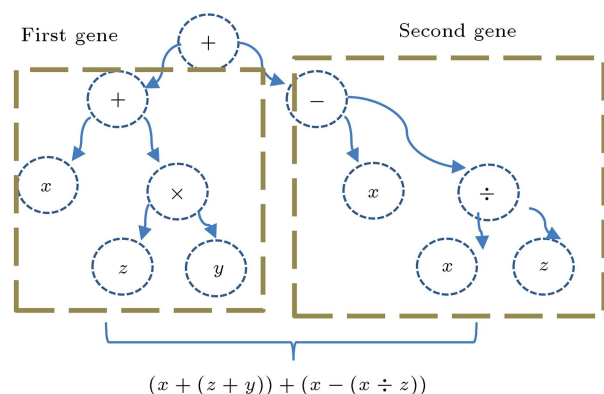 First gene
Second gene
+
+
−
x
×
x
÷
z
y
x
z
(x + (z + y)) + (x − (x ÷ z))